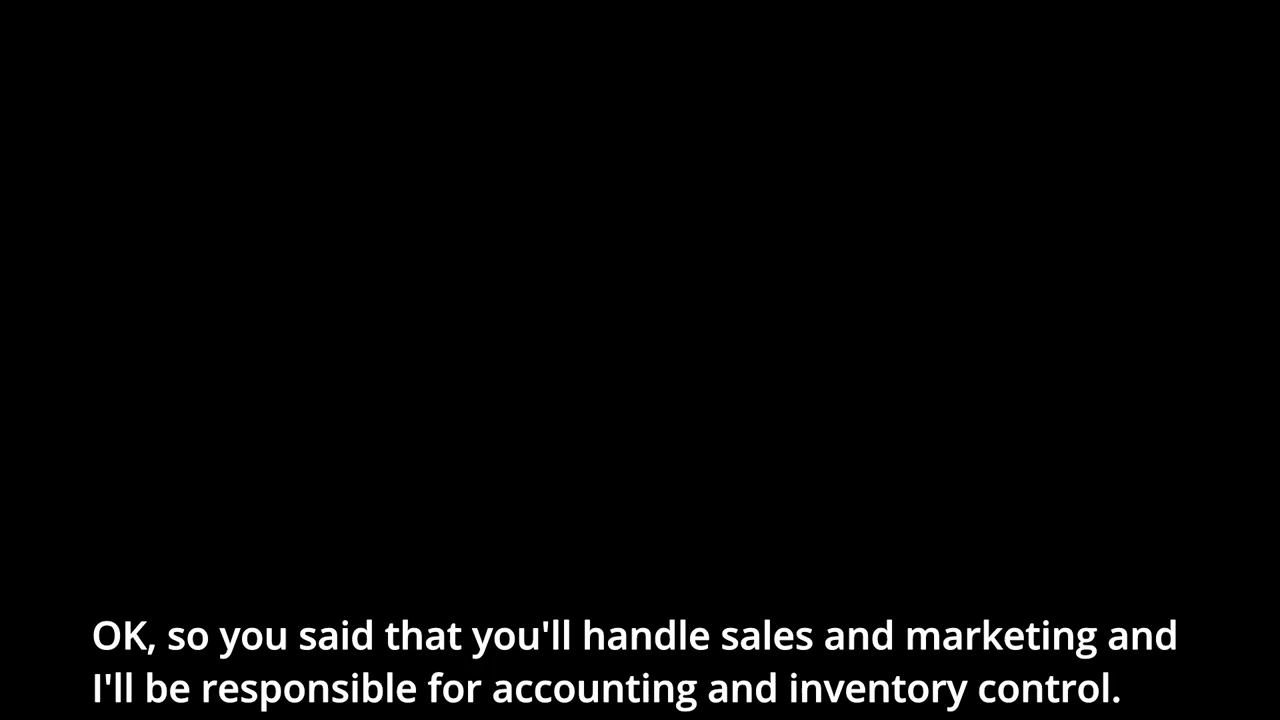 OK, so you said that you'll handle sales and marketing and
I'll be responsible for accounting and inventory control.